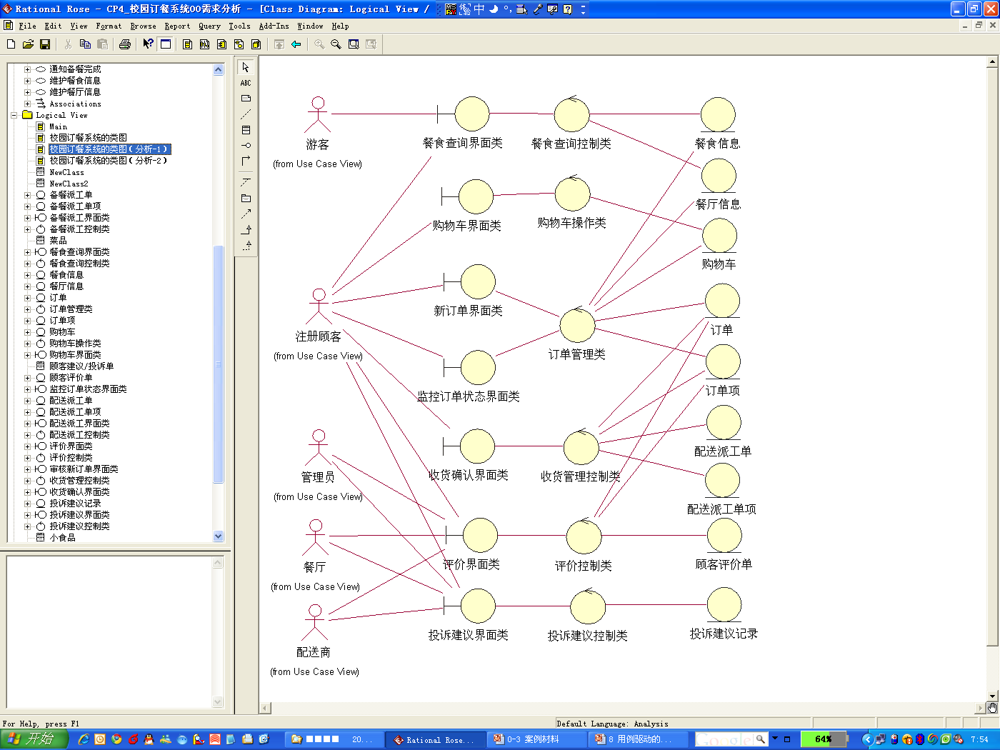 Rational Rose - CP4_校园订餐系统OO需求分析 - [Class Diagram: Logical View /
中
File Edit View Format Browse Report Query Tools Add-Ins Window Help
通知备餐完成
维护餐食信息
维护餐厅信息
Associations
Logical View
Main
校园订餐系统的类图
校园订餐系统的类图(分析-1)
校园订餐系统的类图(分析-2)
NewClass
NewClass2
备餐派工单
备餐派工单项
备餐派工界面类
备餐派工控制类
菜品
餐食查询界面类
餐食查询控制类
餐食信息
餐厅信息
订单
订单管理类
订单项
购物车
购物车操作类
购物车界面类
顾客建议/投诉单
顾客评价单
监控订单状态界面类
配送派工单
配送派工单项
配送派工界面类
配送派工控制类
评价界面类
评价控制类
审核新订单界面类
收货管理控制类
收货确认界面类
投诉建议记录
投诉建议界面类
投诉建议控制类
小食品
ABC
游客
(from Use Case View)
餐食查询界面类
餐食查询控制类
餐食信息
餐厅信息
购物车界面类
购物车操作类
购物车
注册顾客
(from Use Case View)
新订单界面类
订单管理类
订单
监控订单状态界面类
订单项
管理员
(from Use Case View)
收货确认界面类
收货管理控制类
配送派工单
配送派工单项
餐厅
(from Use Case View)
评价界面类
评价控制类
顾客评价单
配送商
(from Use Case View)
投诉建议界面类
投诉建议控制类
投诉建议记录
For Help, press F1
Default Language: Analysis
开始
20...
Rational Rose...
0-3 案例材料
8 用例驱动的...
Google
64%
7:54